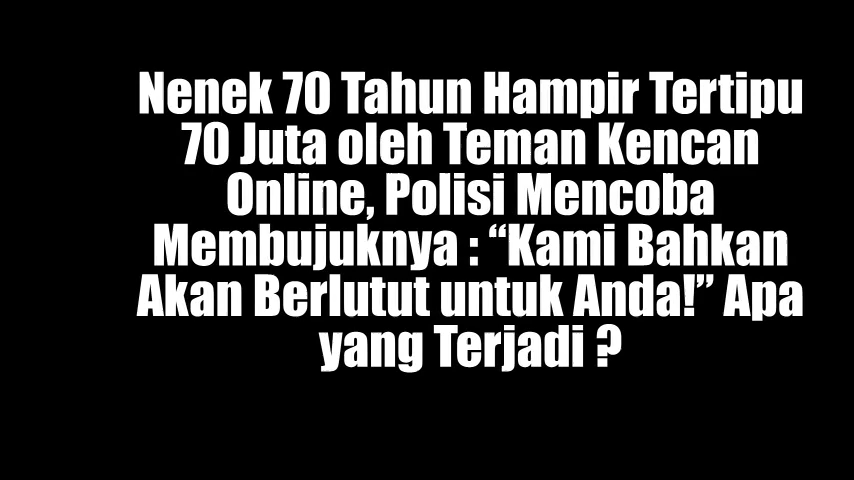 Nenek 70 Tahun Hampir Tertipu
70 Juta oleh Teman Kencan
Online, Polisi Mencoba
Membujuknya : “Kami Bahkan
Akan Berlutut untuk Anda!” Apa
yang Terjadi ?